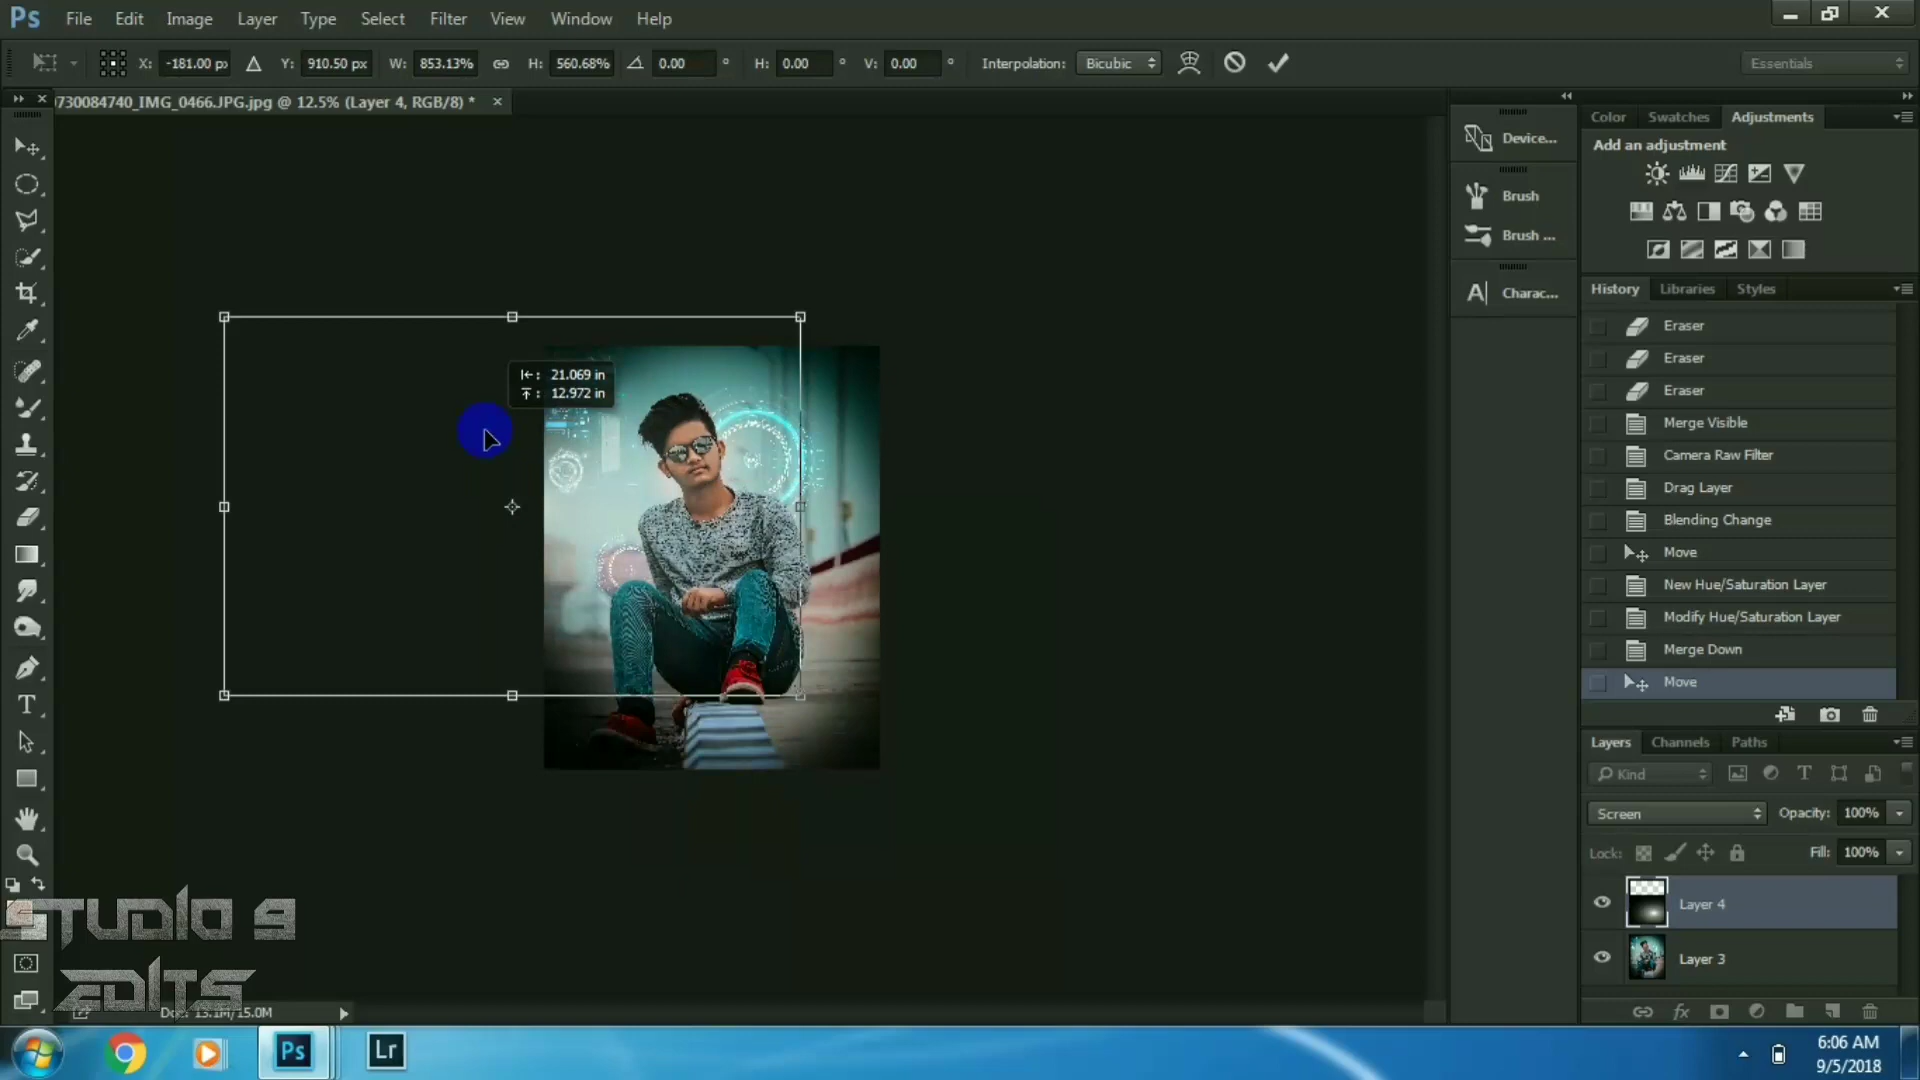 Ps File Edit Image Layer Type Select Filter View Window Help
X: -181.00 px Y: 910.50 px W: 853.13% H: 560.68% 0.00 ° H: 0.00 ° V: 0.00 ° Interpolation: Bicubic Essentials
0730084740_IMG_0466.JPG.jpg @ 12.5% (Layer 4, RGB/8) *
Color Swatches Adjustments
Device...
Add an adjustment
Brush
Brush ...
Charac...
History Libraries Styles
Eraser
Eraser
Eraser
Merge Visible
Camera Raw Filter
Drag Layer
Blending Change
Move
New Hue/Saturation Layer
Modify Hue/Saturation Layer
Merge Down
Move
21.069 in
12.972 in
Layers Channels Paths
Kind
Screen Opacity: 100%
Lock: Fill: 100%
Layer 4
Layer 3
STUDIO 9
EDITS
13.1M/15.0M
Ps Lr
6:06 AM
9/5/2018